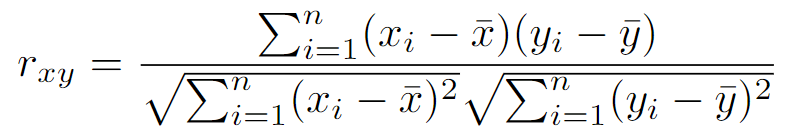 r_{xy} = \frac{\sum_{i=1}^{n}(x_i - \bar{x})(y_i - \bar{y})}{\sqrt{\sum_{i=1}^{n}(x_i - \bar{x})^2}\sqrt{\sum_{i=1}^{n}(y_i - \bar{y})^2}}